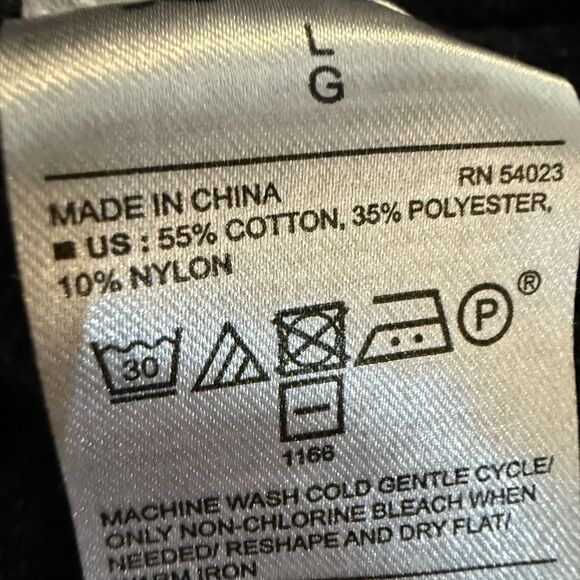 L
G
RN 54023
MADE IN CHINA
US : 55% COTTON, 35% POLYESTER,
10% NYLON
30
P ®
1166
MACHINE WASH COLD GENTLE CYCLE/
ONLY NON-CHLORINE BLEACH WHEN
NEEDED/ RESHAPE AND DRY FLAT/
WARM IRON